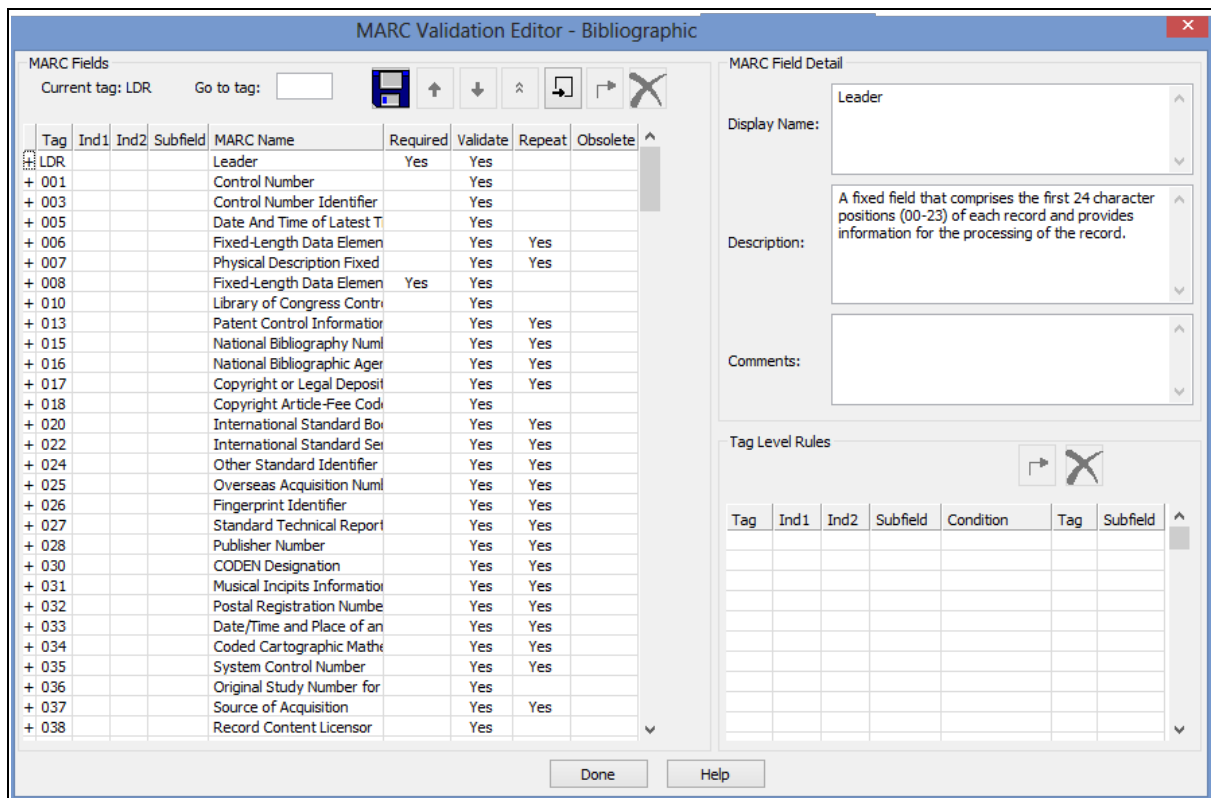 MARC Validation Editor - Bibliographic
MARC Fields
Current tag: LDR Go to tag:
Tag Ind1 Ind2 Subfield MARC Name Required Validate Repeat Obsolete
+ LDR Leader Yes Yes
+ 001 Control Number Yes
+ 003 Control Number Identifier Yes
+ 005 Date And Time of Latest T Yes
+ 006 Fixed-Length Data Elemen Yes Yes
+ 007 Physical Description Fixed Yes Yes
+ 008 Fixed-Length Data Elemen Yes Yes
+ 010 Library of Congress Contr Yes
+ 013 Patent Control Information Yes Yes
+ 015 National Bibliography Num Yes Yes
+ 016 National Bibliographic Agen Yes Yes
+ 017 Copyright or Legal Deposit Yes Yes
+ 018 Copyright Article-Fee Code Yes
+ 020 International Standard Bo Yes Yes
+ 022 International Standard Ser Yes Yes
+ 024 Other Standard Identifier Yes Yes
+ 025 Overseas Acquisition Num Yes Yes
+ 026 Fingerprint Identifier Yes Yes
+ 027 Standard Technical Report Yes Yes
+ 028 Publisher Number Yes Yes
+ 030 CODEN Designation Yes Yes
+ 031 Musical Incipits Information Yes Yes
+ 032 Postal Registration Numbe Yes Yes
+ 033 Date/Time and Place of an Yes Yes
+ 034 Coded Cartographic Mathe Yes Yes
+ 035 System Control Number Yes Yes
+ 036 Original Study Number for Yes
+ 037 Source of Acquisition Yes Yes
+ 038 Record Content Licensor Yes
MARC Field Detail
Display Name:
Leader
Description:
A fixed field that comprises the first 24 character
positions (00-23) of each record and provides
information for the processing of the record.
Comments:
Tag Level Rules
Tag Ind1 Ind2 Subfield Condition Tag Subfield
Done Help